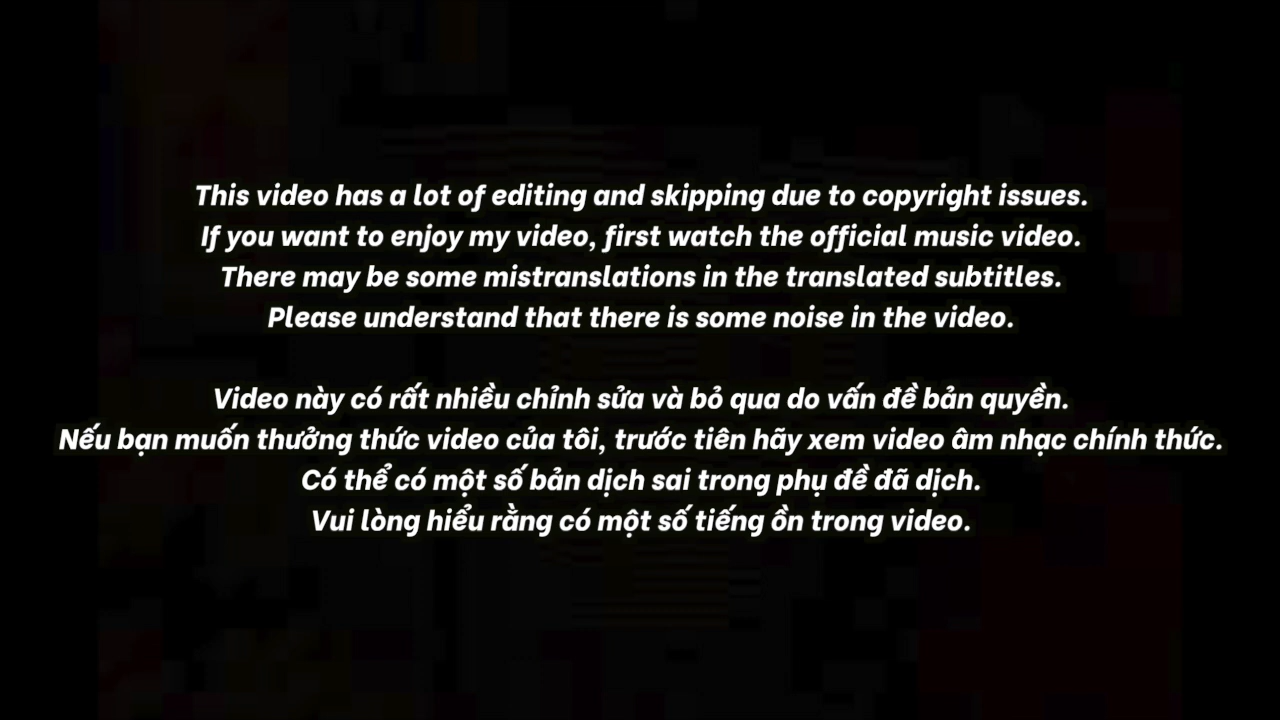 This video has a lot of editing and skipping due to copyright issues.
If you want to enjoy my video, first watch the official music video.
There may be some mistranslations in the translated subtitles.
Please understand that there is some noise in the video.
Video này có rất nhiều chỉnh sửa và bỏ qua do vấn đề bản quyền.
Nếu bạn muốn thưởng thức video của tôi, trước tiên hãy xem video âm nhạc chính thức.
Có thể có một số bản dịch sai trong phụ đề đã dịch.
Vui lòng hiểu rằng có một số tiếng ồn trong video.